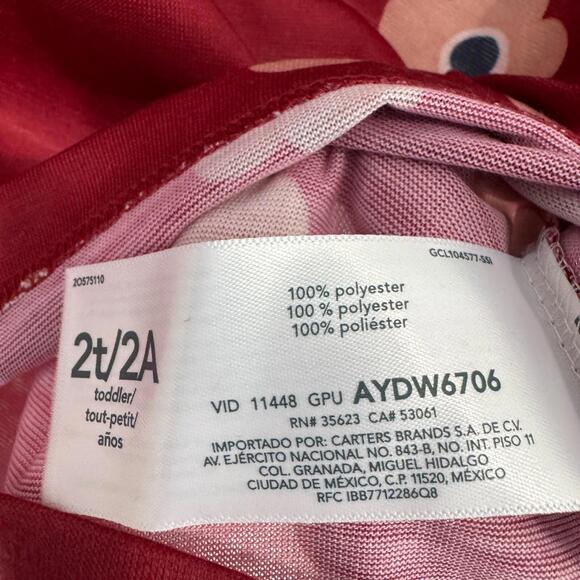 2O575110
GCL104577-SSI
2t/2A
toddler/
tout-petit/
años
100% polyester
100 % polyester
100% poliéster
VID 11448 GPU AYDW6706
RN# 35623 CA# 53061
IMPORTADO POR: CARTERS BRANDS S.A. DE C.V.
AV. EJÉRCITO NACIONAL NO. 843-B, NO. INT. PISO 11
COL. GRANADA, MIGUEL HIDALGO
CIUDAD DE MÉXICO, C.P. 11520, MÉXICO
RFC IBB7712286Q8